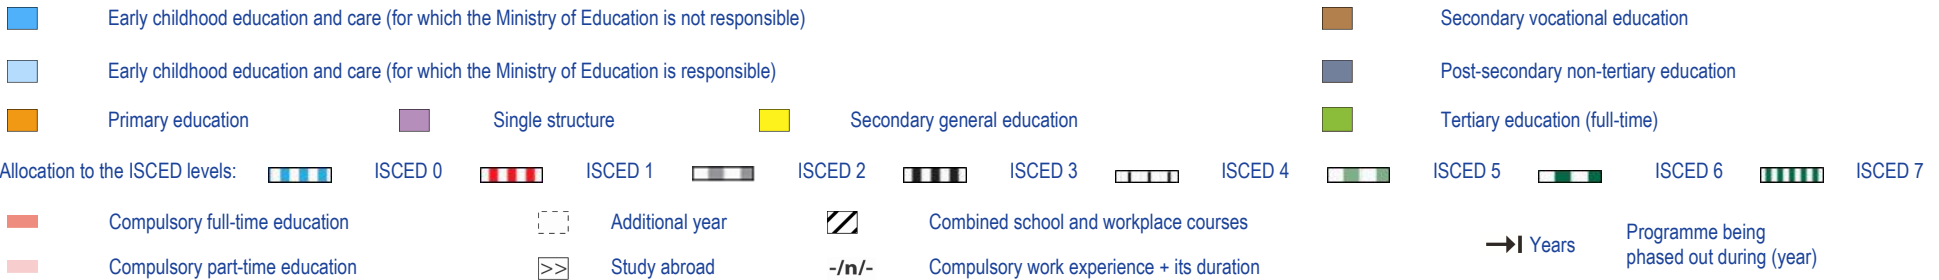 Early childhood education and care (for which the Ministry of Education is not responsible)
Secondary vocational education
Early childhood education and care (for which the Ministry of Education is responsible)
Post-secondary non-tertiary education
Primary education
Single structure
Secondary general education
Tertiary education (full-time)
Allocation to the ISCED levels:
ISCED 0
ISCED 1
ISCED 2
ISCED 3
ISCED 4
ISCED 5
ISCED 6
ISCED 7
Compulsory full-time education
Additional year
Combined school and workplace courses
Years
Programme being
phased out during (year)
Compulsory part-time education
>>
Study abroad
-/n/-
Compulsory work experience + its duration